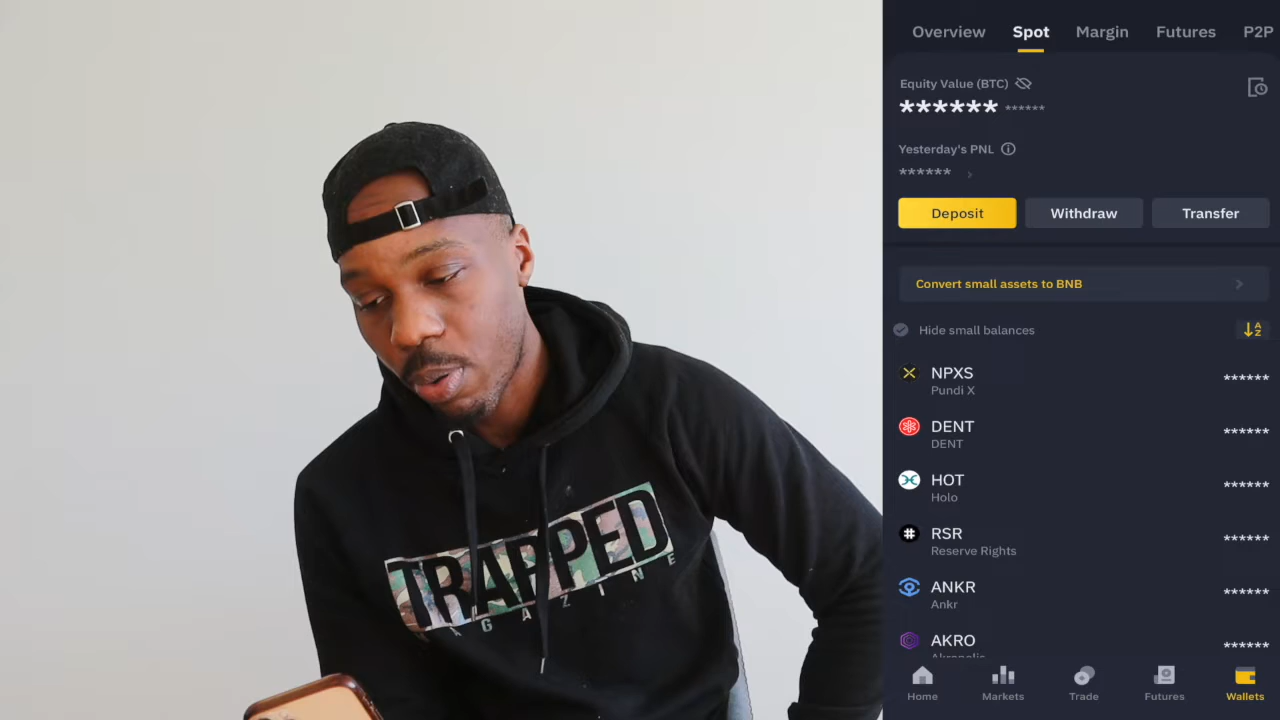 Overview Spot Margin Futures P2P
Equity Value (BTC)
****** ******
Yesterday's PNL
****** >
Deposit Withdraw Transfer
Convert small assets to BNB >
Hide small balances
NPXS ******
Pundi X
DENT ******
DENT
HOT ******
Holo
RSR ******
Reserve Rights
ANKR ******
Ankr
AKRO ******
Akropolis
Home Markets Trade Futures Wallets
TRAPPED
AGAZINE